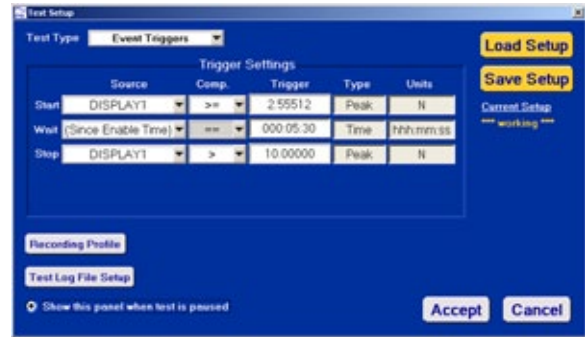 Test Setup
Test Type Event Triggers
Load Setup
Trigger Settings
Save Setup
Source Comp. Trigger Type Units
Current Setup
Start DISPLAY1 >= 2.55512 Peak N
*** working ***
Wait (Since Enable Time) == 000:05:30 Time hhh:mm:ss
Stop DISPLAY1 > 10.00000 Peak N
Recording Profile
Test Log File Setup
Show this panel when test is paused
Accept Cancel